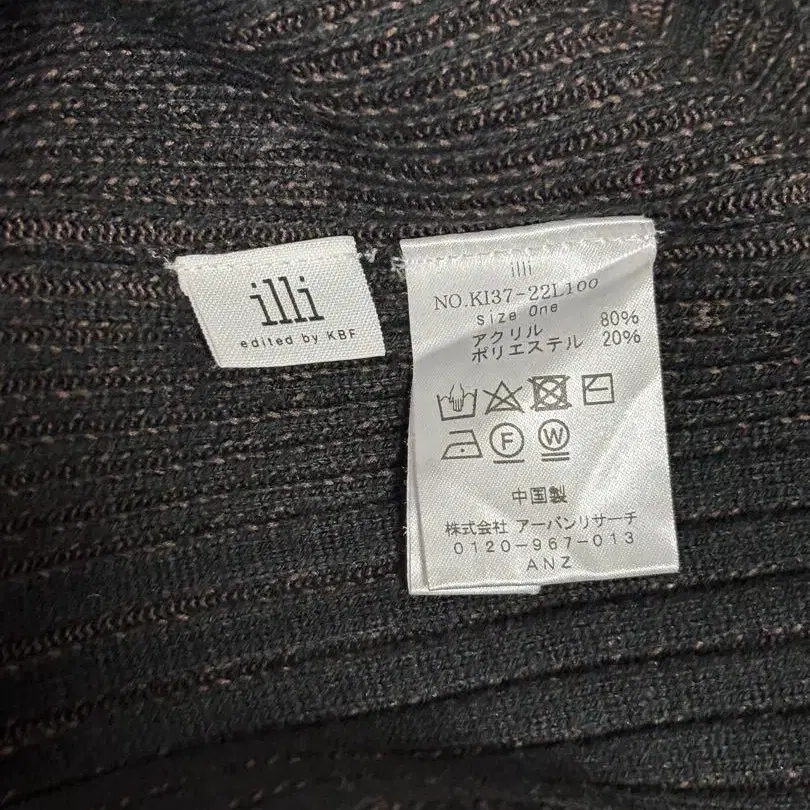 illi
edited by KBF
illi
NO.KI37-22L100
Size One
アクリル 80%
ポリエステル 20%
F W
中国製
株式会社 アーバンリサーチ
0120-967-013
ANZ